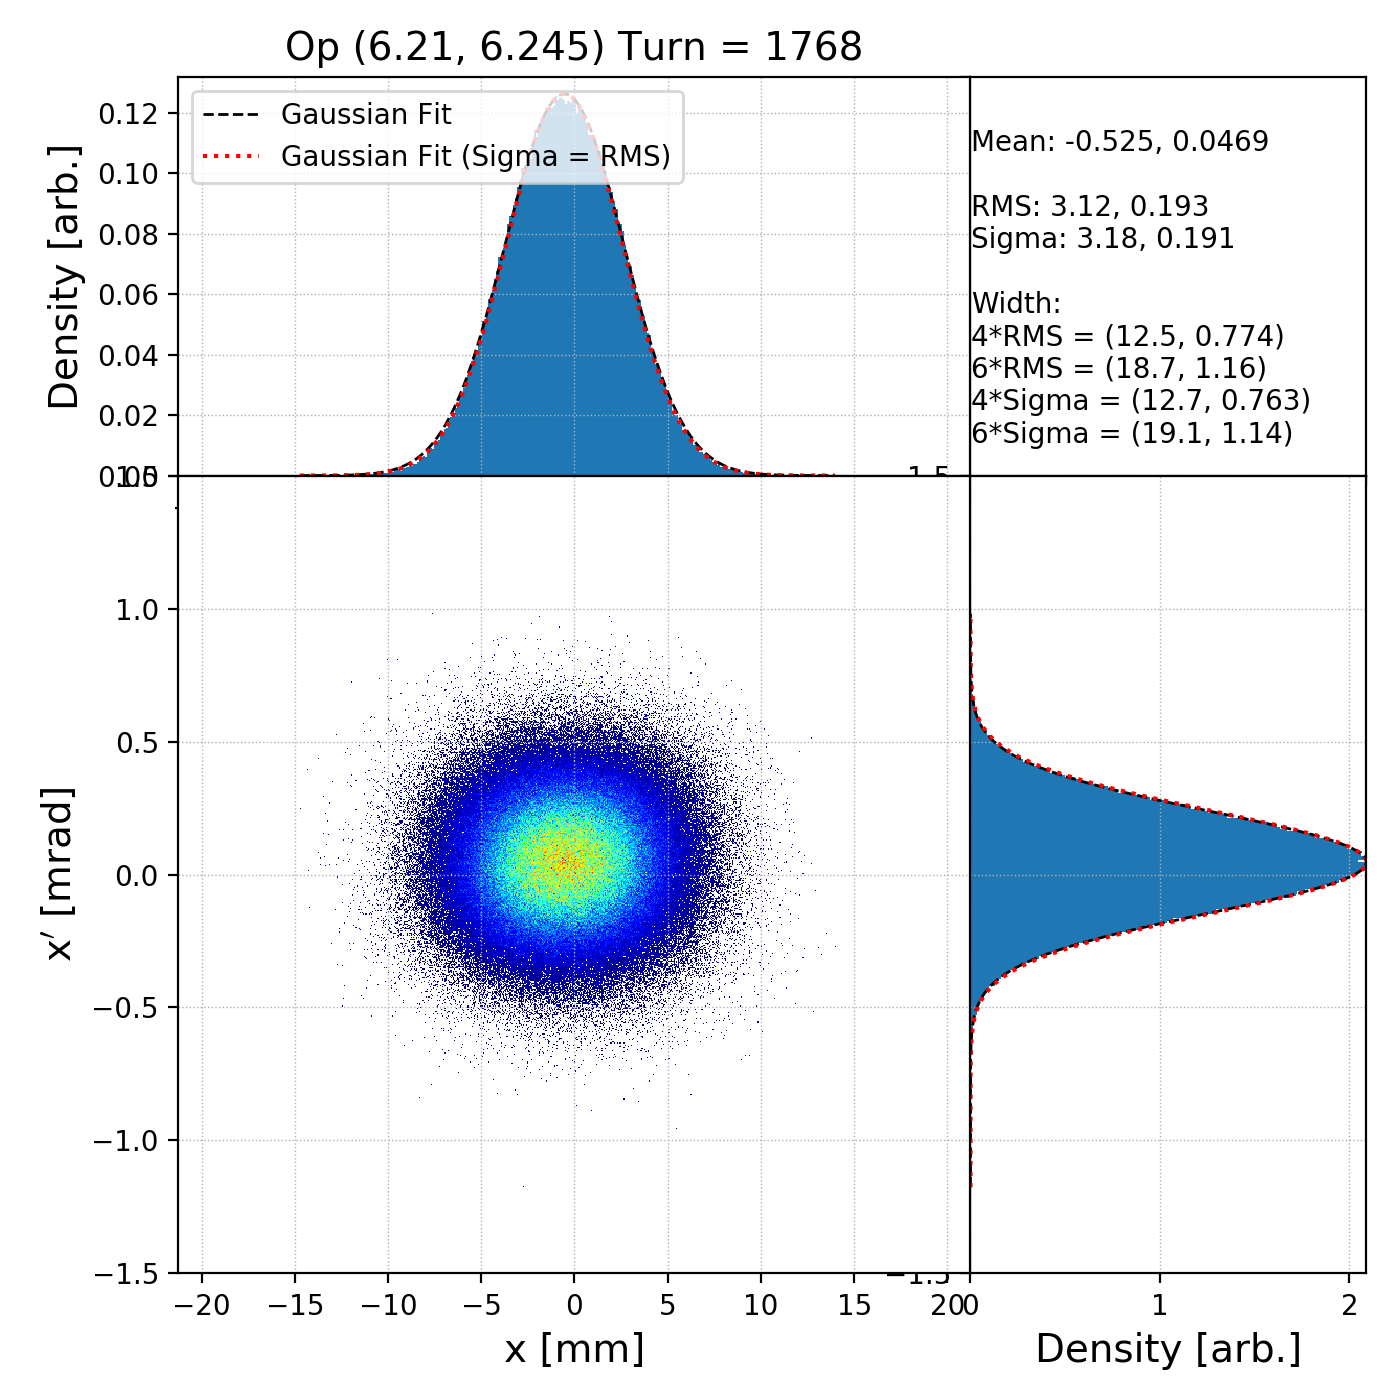 Op (6.21, 6.245) Turn = 1768
Gaussian Fit
Gaussian Fit (Sigma = RMS)
Density [arb.]
0.12
0.10
0.08
0.06
0.04
0.02
Mean: -0.525, 0.0469
RMS: 3.12, 0.193
Sigma: 3.18, 0.191
Width:
4*RMS = (12.5, 0.774)
6*RMS = (18.7, 1.16)
4*Sigma = (12.7, 0.763)
6*Sigma = (19.1, 1.14)
x′ [mrad]
1.0
0.5
0.0
−0.5
−1.0
−1.5
−20 −15 −10 −5 0 5 10 15 20
x [mm]
0 1 2
Density [arb.]